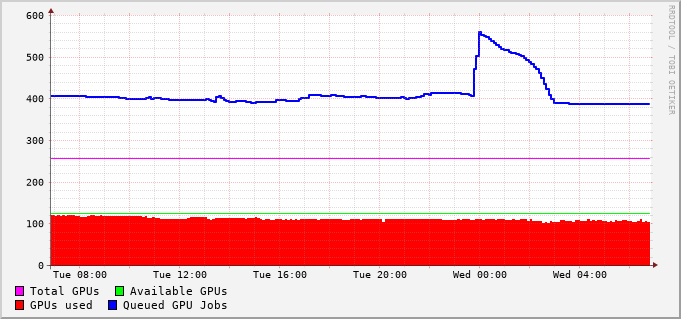 600
500
400
300
200
100
0
Tue 08:00 Tue 12:00 Tue 16:00 Tue 20:00 Wed 00:00 Wed 04:00
Total GPUs Available GPUs
GPUs used Queued GPU Jobs
RRDTOOL / TOBI OETIKER